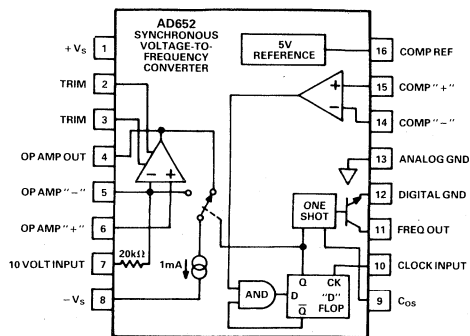 AD652
SYNCHRONOUS
VOLTAGE-TO-
FREQUENCY
CONVERTER
5V
REFERENCE
+VS 1
TRIM 2
TRIM 3
OP AMP OUT 4
OP AMP "–" 5
OP AMP "+" 6
10 VOLT INPUT 7
–VS 8
20kΩ
1mA
– +
+
–
AND
ONE
SHOT
Q CK
D "D"
Q FLOP
16 COMP REF
15 COMP "+"
14 COMP "–"
13 ANALOG GND
12 DIGITAL GND
11 FREQ OUT
10 CLOCK INPUT
9 COS